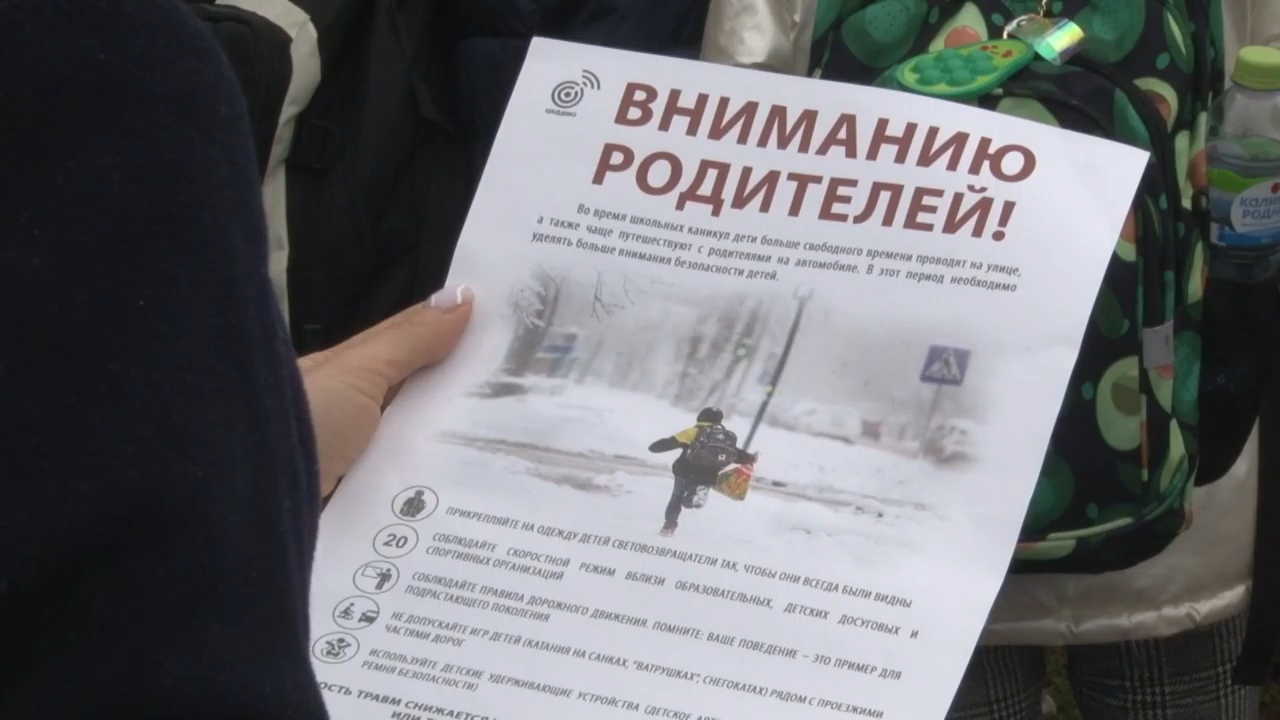 ЦКАДМО
ВНИМАНИЮ
РОДИТЕЛЕЙ!
Во время школьных каникул дети больше свободного времени проводят на улице,
а также чаще путешествуют с родителями на автомобиле. В этот период необходимо
уделять больше внимания безопасности детей.
ПРИКРЕПЛЯЙТЕ НА ОДЕЖДУ ДЕТЕЙ СВЕТОВОЗВРАЩАТЕЛИ ТАК, ЧТОБЫ ОНИ ВСЕГДА БЫЛИ ВИДНЫ
20
СОБЛЮДАЙТЕ СКОРОСТНОЙ РЕЖИМ ВБЛИЗИ ОБРАЗОВАТЕЛЬНЫХ, ДЕТСКИХ ДОСУГОВЫХ И
СПОРТИВНЫХ ОРГАНИЗАЦИЙ
СОБЛЮДАЙТЕ ПРАВИЛА ДОРОЖНОГО ДВИЖЕНИЯ. ПОМНИТЕ: ВАШЕ ПОВЕДЕНИЕ – ЭТО ПРИМЕР ДЛЯ
ПОДРАСТАЮЩЕГО ПОКОЛЕНИЯ
НЕ ДОПУСКАЙТЕ ИГР ДЕТЕЙ (КАТАНИЯ НА САНКАХ, "ВАТРУШКАХ", СНЕГОКАТАХ) РЯДОМ С ПРОЕЗЖИМИ
ЧАСТЯМИ ДОРОГ
ИСПОЛЬЗУЙТЕ ДЕТСКИЕ УДЕРЖИВАЮЩИЕ УСТРОЙСТВА (ДЕТСКОЕ
РЕМНЯ БЕЗОПАСНОСТИ)
ОСТЬ ТРАВМ СНИЖАЕТСЯ
ИЛИ
КАЛИ
РОДН